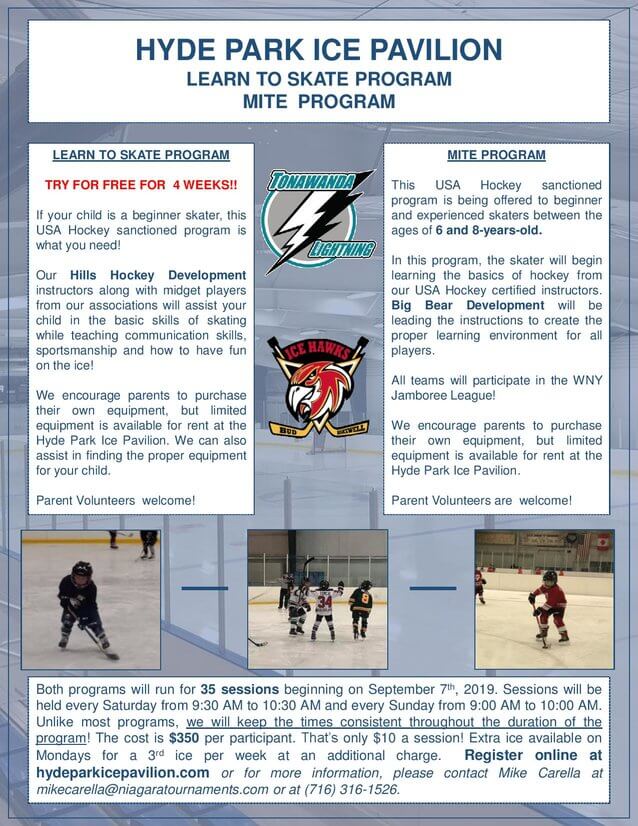 HYDE PARK ICE PAVILION
LEARN TO SKATE PROGRAM
MITE PROGRAM
LEARN TO SKATE PROGRAM
TRY FOR FREE FOR 4 WEEKS!!
If your child is a beginner skater, this
USA Hockey sanctioned program is
what you need!
Our Hills Hockey Development
instructors along with midget players
from our associations will assist your
child in the basic skills of skating
while teaching communication skills,
sportsmanship and how to have fun
on the ice!
We encourage parents to purchase
their own equipment, but limited
equipment is available for rent at the
Hyde Park Ice Pavilion. We can also
assist in finding the proper equipment
for your child.
Parent Volunteers welcome!
TONAWANDA
LIGHTNING
ICE HAWKS
BUD
BAKWELL
MITE PROGRAM
This USA Hockey sanctioned
program is being offered to beginner
and experienced skaters between the
ages of 6 and 8-years-old.
In this program, the skater will begin
learning the basics of hockey from
our USA Hockey certified instructors.
Big Bear Development will be
leading the instructions to create the
proper learning environment for all
players.
All teams will participate in the WNY
Jamboree League!
We encourage parents to purchase
their own equipment, but limited
equipment is available for rent at the
Hyde Park Ice Pavilion.
Parent Volunteers are welcome!
34
8
Both programs will run for 35 sessions beginning on September 7th, 2019. Sessions will be
held every Saturday from 9:30 AM to 10:30 AM and every Sunday from 9:00 AM to 10:00 AM.
Unlike most programs, we will keep the times consistent throughout the duration of the
program! The cost is $350 per participant. That's only $10 a session! Extra ice available on
Mondays for a 3rd ice per week at an additional charge. Register online at
hydeparkicepavilion.com or for more information, please contact Mike Carella at
mikecarella@niagaratournaments.com or at (716) 316-1526.